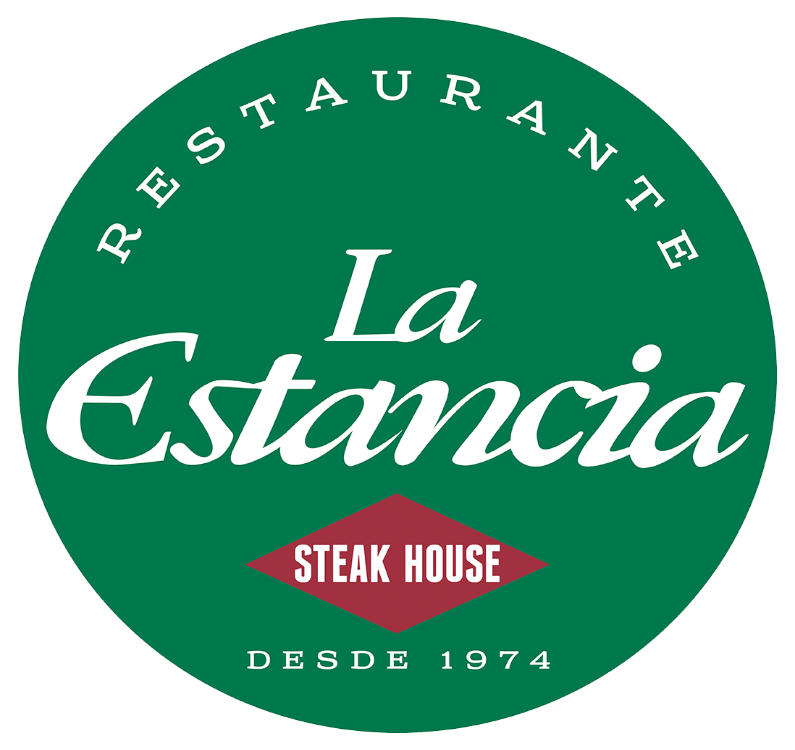 RESTAURANTE
La
Estancia
STEAK HOUSE
DESDE 1974